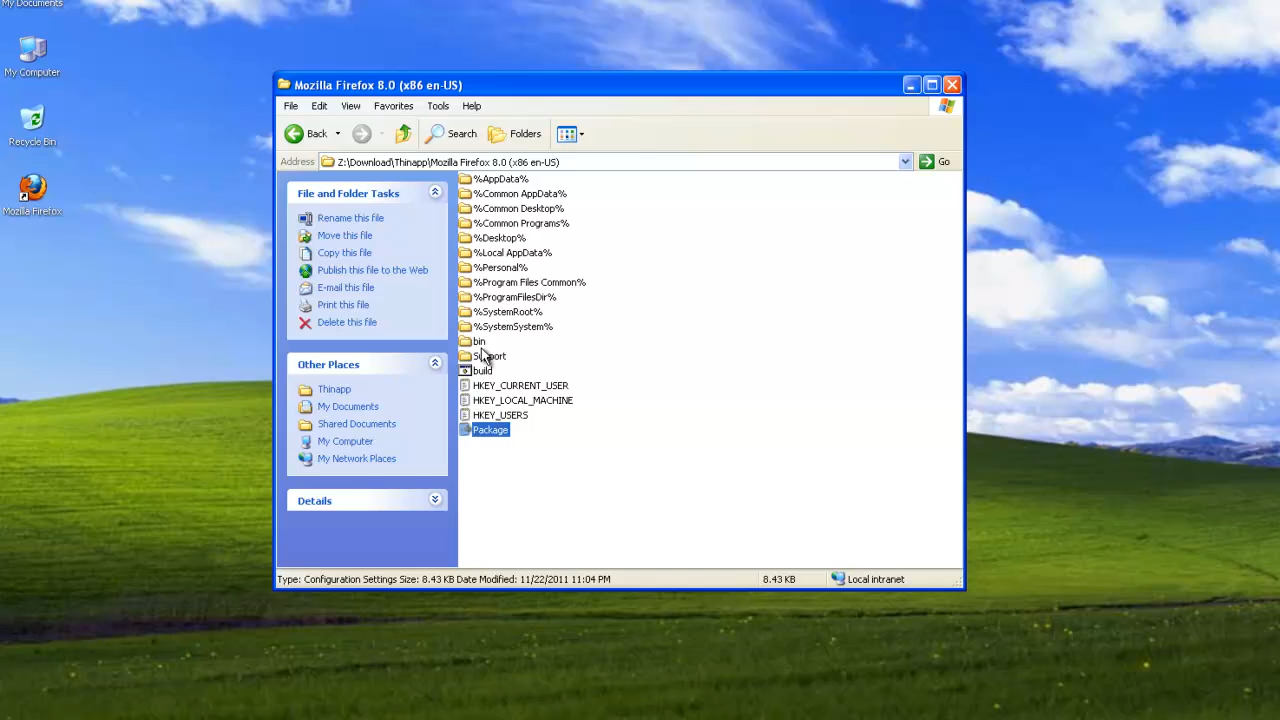 My Documents
My Computer
Recycle Bin
Mozilla Firefox
Mozilla Firefox 8.0 (x86 en-US)
File Edit View Favorites Tools Help
Back Search Folders
Address Z:\Download\Thinapp\Mozilla Firefox 8.0 (x86 en-US) Go
File and Folder Tasks
Rename this file
Move this file
Copy this file
Publish this file to the Web
E-mail this file
Print this file
Delete this file
Other Places
Thinapp
My Documents
Shared Documents
My Computer
My Network Places
Details
%AppData%
%Common AppData%
%Common Desktop%
%Common Programs%
%Desktop%
%Local AppData%
%Personal%
%Program Files Common%
%ProgramFilesDir%
%SystemRoot%
%SystemSystem%
bin
Support
build
HKEY_CURRENT_USER
HKEY_LOCAL_MACHINE
HKEY_USERS
Package
Type: Configuration Settings Size: 8.43 KB Date Modified: 11/22/2011 11:04 PM 8.43 KB Local intranet